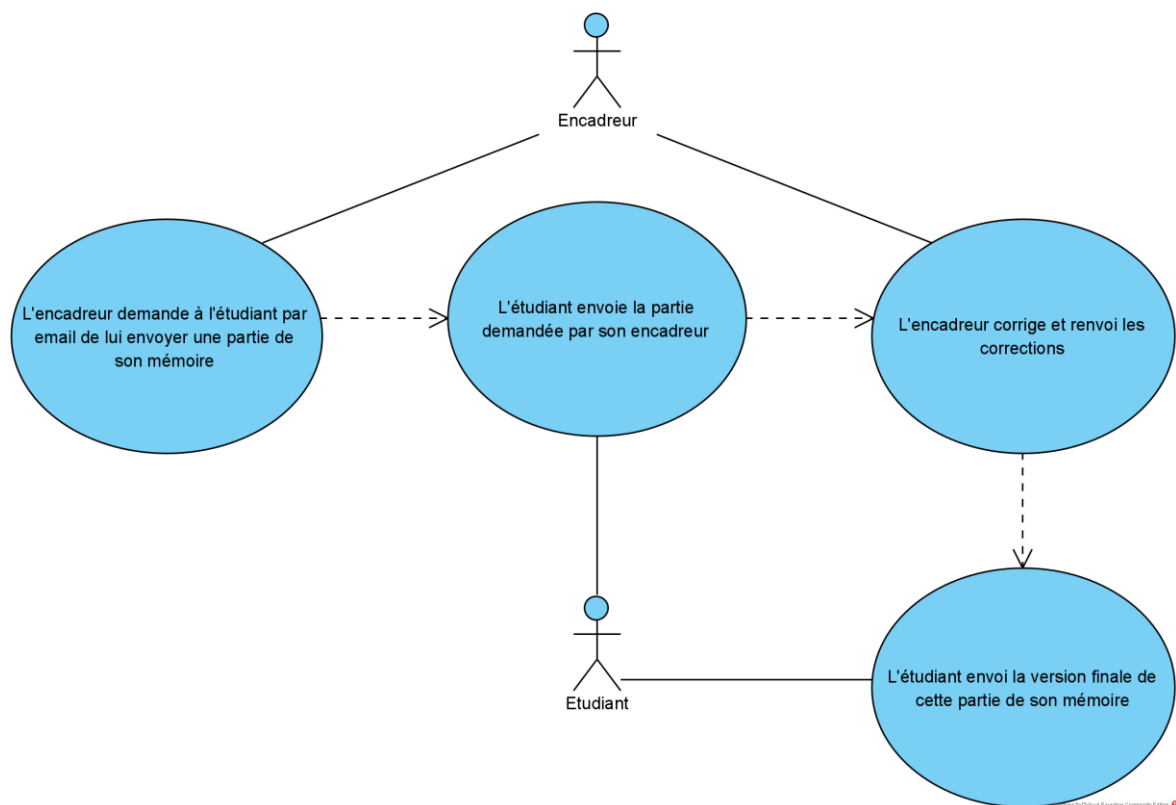 Encadreur
L'encadreur demande à l'étudiant par
email de lui envoyer une partie de
son mémoire
L'étudiant envoie la partie
demandée par son encadreur
L'encadreur corrige et renvoi les
corrections
Etudiant
L'étudiant envoi la version finale de
cette partie de son mémoire